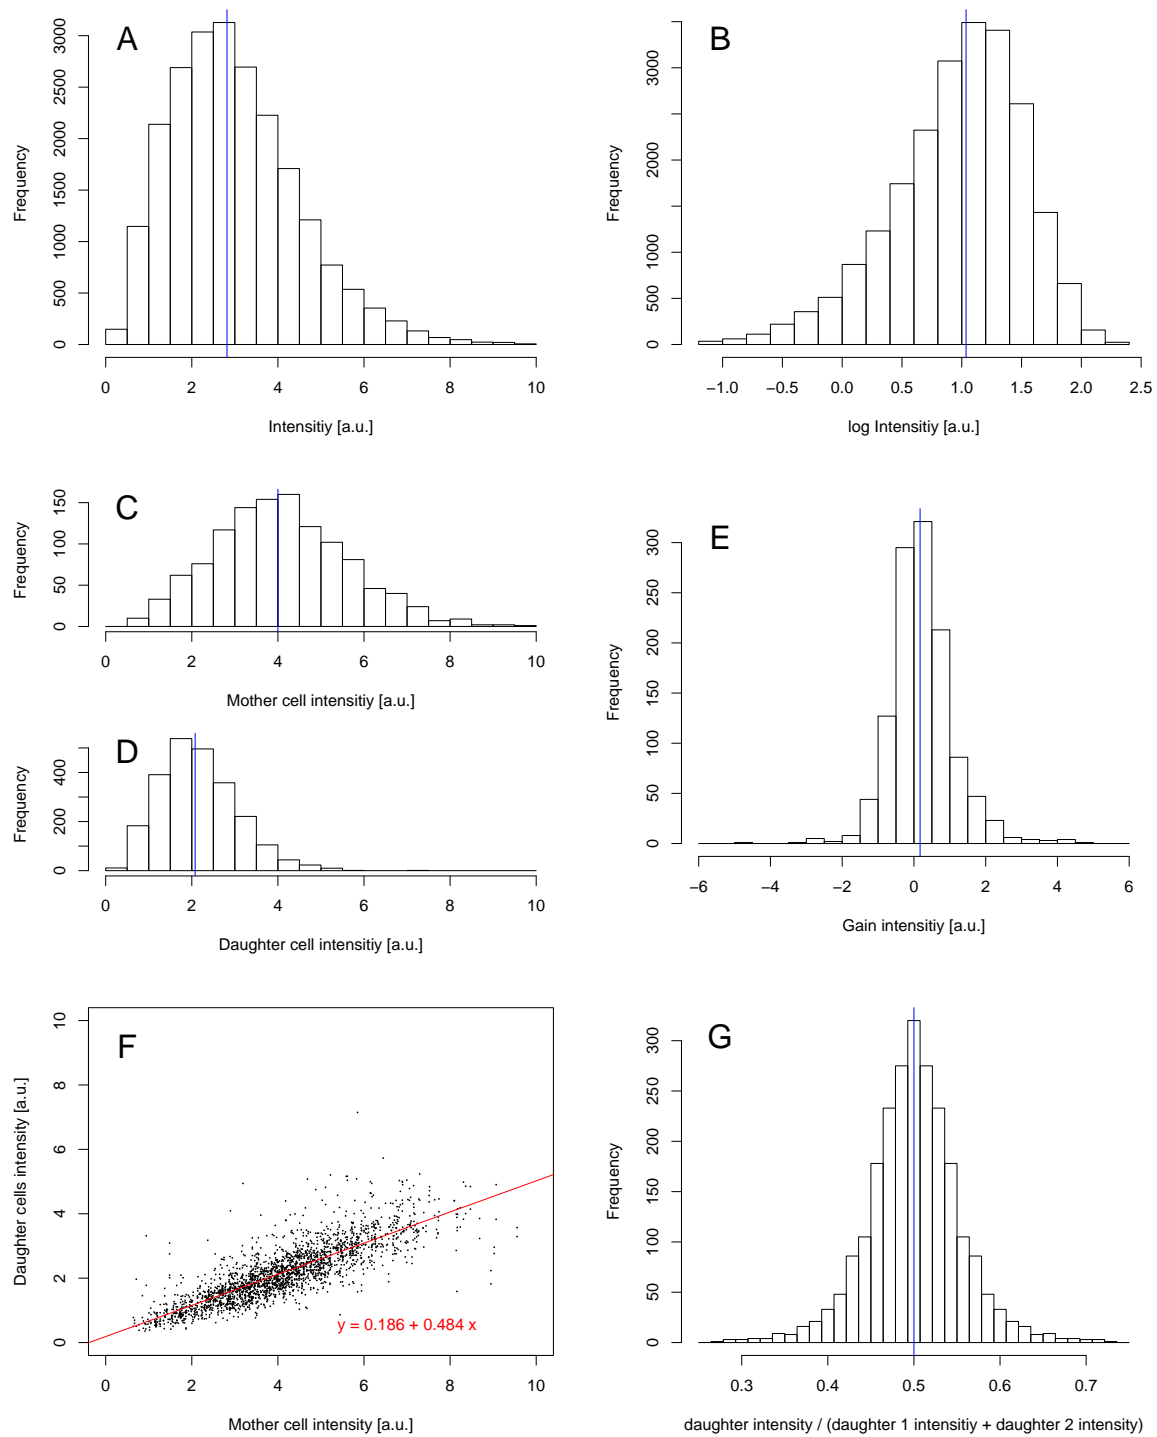 A
Frequency
0 500 1000 1500 2000 2500 3000
0 2 4 6 8 10
Intensitiy [a.u.]
B
Frequency
0 500 1000 2000 3000
−1.0 −0.5 0.0 0.5 1.0 1.5 2.0 2.5
log Intensitiy [a.u.]
C
Frequency
0 50 100 150
0 2 4 6 8 10
Mother cell intensitiy [a.u.]
D
Frequency
0 200 400
0 2 4 6 8 10
Daughter cell intensitiy [a.u.]
E
Frequency
0 50 100 150 200 250 300
−6 −4 −2 0 2 4 6
Gain intensitiy [a.u.]
F
Daughter cells intensity [a.u.]
0 2 4 6 8 10
y = 0.186 + 0.484 x
0 2 4 6 8 10
Mother cell intensity [a.u.]
G
Frequency
0 50 100 150 200 250 300
0.3 0.4 0.5 0.6 0.7
daughter intensity / (daughter 1 intensitiy + daughter 2 intensity)